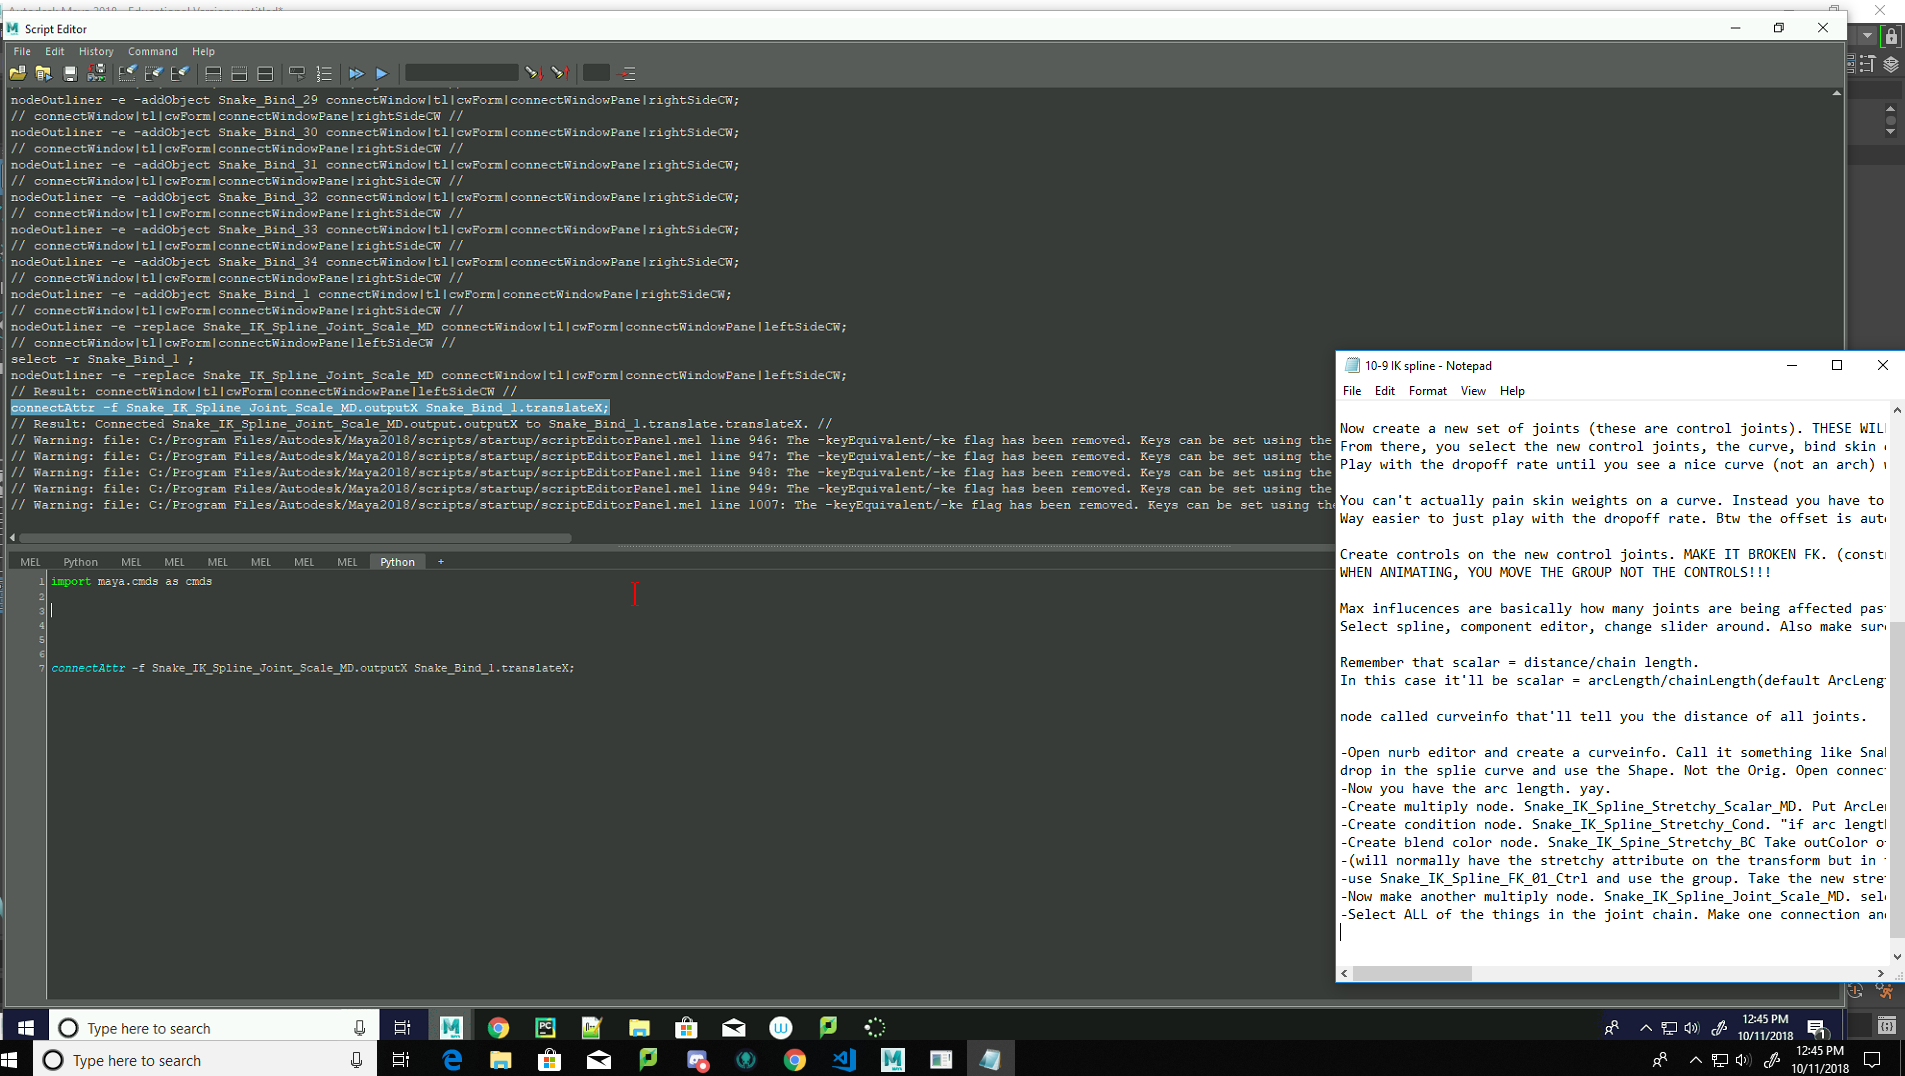 Script Editor
File Edit History Command Help
nodeOutliner -e -addObject Snake_Bind_29 connectWindow|tl|cwForm|connectWindowPane|rightSideCW;
// connectWindow|tl|cwForm|connectWindowPane|rightSideCW //
nodeOutliner -e -addObject Snake_Bind_30 connectWindow|tl|cwForm|connectWindowPane|rightSideCW;
// connectWindow|tl|cwForm|connectWindowPane|rightSideCW //
nodeOutliner -e -addObject Snake_Bind_31 connectWindow|tl|cwForm|connectWindowPane|rightSideCW;
// connectWindow|tl|cwForm|connectWindowPane|rightSideCW //
nodeOutliner -e -addObject Snake_Bind_32 connectWindow|tl|cwForm|connectWindowPane|rightSideCW;
// connectWindow|tl|cwForm|connectWindowPane|rightSideCW //
nodeOutliner -e -addObject Snake_Bind_33 connectWindow|tl|cwForm|connectWindowPane|rightSideCW;
// connectWindow|tl|cwForm|connectWindowPane|rightSideCW //
nodeOutliner -e -addObject Snake_Bind_34 connectWindow|tl|cwForm|connectWindowPane|rightSideCW;
// connectWindow|tl|cwForm|connectWindowPane|rightSideCW //
nodeOutliner -e -addObject Snake_Bind_1 connectWindow|tl|cwForm|connectWindowPane|rightSideCW;
// connectWindow|tl|cwForm|connectWindowPane|rightSideCW //
nodeOutliner -e -replace Snake_IK_Spline_Joint_Scale_MD connectWindow|tl|cwForm|connectWindowPane|leftSideCW;
// connectWindow|tl|cwForm|connectWindowPane|leftSideCW //
select -r Snake_Bind_1 ;
nodeOutliner -e -replace Snake_IK_Spline_Joint_Scale_MD connectWindow|tl|cwForm|connectWindowPane|leftSideCW;
// Result: connectWindow|tl|cwForm|connectWindowPane|leftSideCW //
connectAttr -f Snake_IK_Spline_Joint_Scale_MD.outputX Snake_Bind_1.translateX;
// Result: Connected Snake_IK_Spline_Joint_Scale_MD.output.outputX to Snake_Bind_1.translate.translateX. //
// Warning: file: C:/Program Files/Autodesk/Maya2018/scripts/startup/scriptEditorPanel.mel line 946: The -keyEquivalent/-ke flag has been removed. Keys can be set using the
// Warning: file: C:/Program Files/Autodesk/Maya2018/scripts/startup/scriptEditorPanel.mel line 947: The -keyEquivalent/-ke flag has been removed. Keys can be set using the
// Warning: file: C:/Program Files/Autodesk/Maya2018/scripts/startup/scriptEditorPanel.mel line 948: The -keyEquivalent/-ke flag has been removed. Keys can be set using the
// Warning: file: C:/Program Files/Autodesk/Maya2018/scripts/startup/scriptEditorPanel.mel line 949: The -keyEquivalent/-ke flag has been removed. Keys can be set using the
// Warning: file: C:/Program Files/Autodesk/Maya2018/scripts/startup/scriptEditorPanel.mel line 1007: The -keyEquivalent/-ke flag has been removed. Keys can be set using the
MEL Python MEL MEL MEL MEL MEL MEL Python +
1 import maya.cmds as cmds
2
3
4
5
6
7 connectAttr -f Snake_IK_Spline_Joint_Scale_MD.outputX Snake_Bind_1.translateX;
10-9 IK spline - Notepad
File Edit Format View Help
Now create a new set of joints (these are control joints). THESE WIL
From there, you select the new control joints, the curve, bind skin
Play with the dropoff rate until you see a nice curve (not an arch)
You can't actually pain skin weights on a curve. Instead you have to
Way easier to just play with the dropoff rate. Btw the offset is aut
Create controls on the new control joints. MAKE IT BROKEN FK. (const
WHEN ANIMATING, YOU MOVE THE GROUP NOT THE CONTROLS!!!
Max influcences are basically how many joints are being affected pas
Select spline, component editor, change slider around. Also make sur
Remember that scalar = distance/chain length.
In this case it'll be scalar = arcLength/chainLength(default ArcLeng
node called curveinfo that'll tell you the distance of all joints.
-Open nurb editor and create a curveinfo. Call it something like Sna
drop in the splie curve and use the Shape. Not the Orig. Open connec
-Now you have the arc length. yay.
-Create multiply node. Snake_IK_Spline_Stretchy_Scalar_MD. Put ArcLe
-Create condition node. Snake_IK_Spline_Stretchy_Cond. "if arc lengt
-Create blend color node. Snake_IK_Spine_Stretchy_BC Take outColor o
-(will normally have the stretchy attribute on the transform but in
-use Snake_IK_Spline_FK_01_Ctrl and use the group. Take the new stre
-Now make another multiply node. Snake_IK_Spline_Joint_Scale_MD. sel
-Select ALL of the things in the joint chain. Make one connection an
Type here to search
12:45 PM
10/11/2018
Type here to search
12:45 PM
10/11/2018